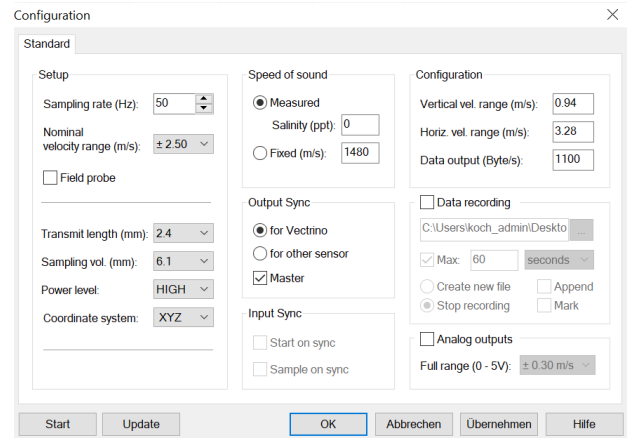 Configuration
Standard
Setup
Sampling rate (Hz): 50
Nominal
velocity range (m/s): ± 2.50
Field probe
Transmit length (mm): 2.4
Sampling vol. (mm): 6.1
Power level: HIGH
Coordinate system: XYZ
Speed of sound
Measured
Salinity (ppt): 0
Fixed (m/s): 1480
Output Sync
for Vectrino
for other sensor
Master
Input Sync
Start on sync
Sample on sync
Configuration
Vertical vel. range (m/s): 0.94
Horiz. vel. range (m/s): 3.28
Data output (Byte/s): 1100
Data recording
C:\Users\koch_admin\Deskto ...
Max: 60 seconds
Create new file Append
Stop recording Mark
Analog outputs
Full range (0 - 5V): ± 0.30 m/s
Start Update OK Abbrechen Übernehmen Hilfe